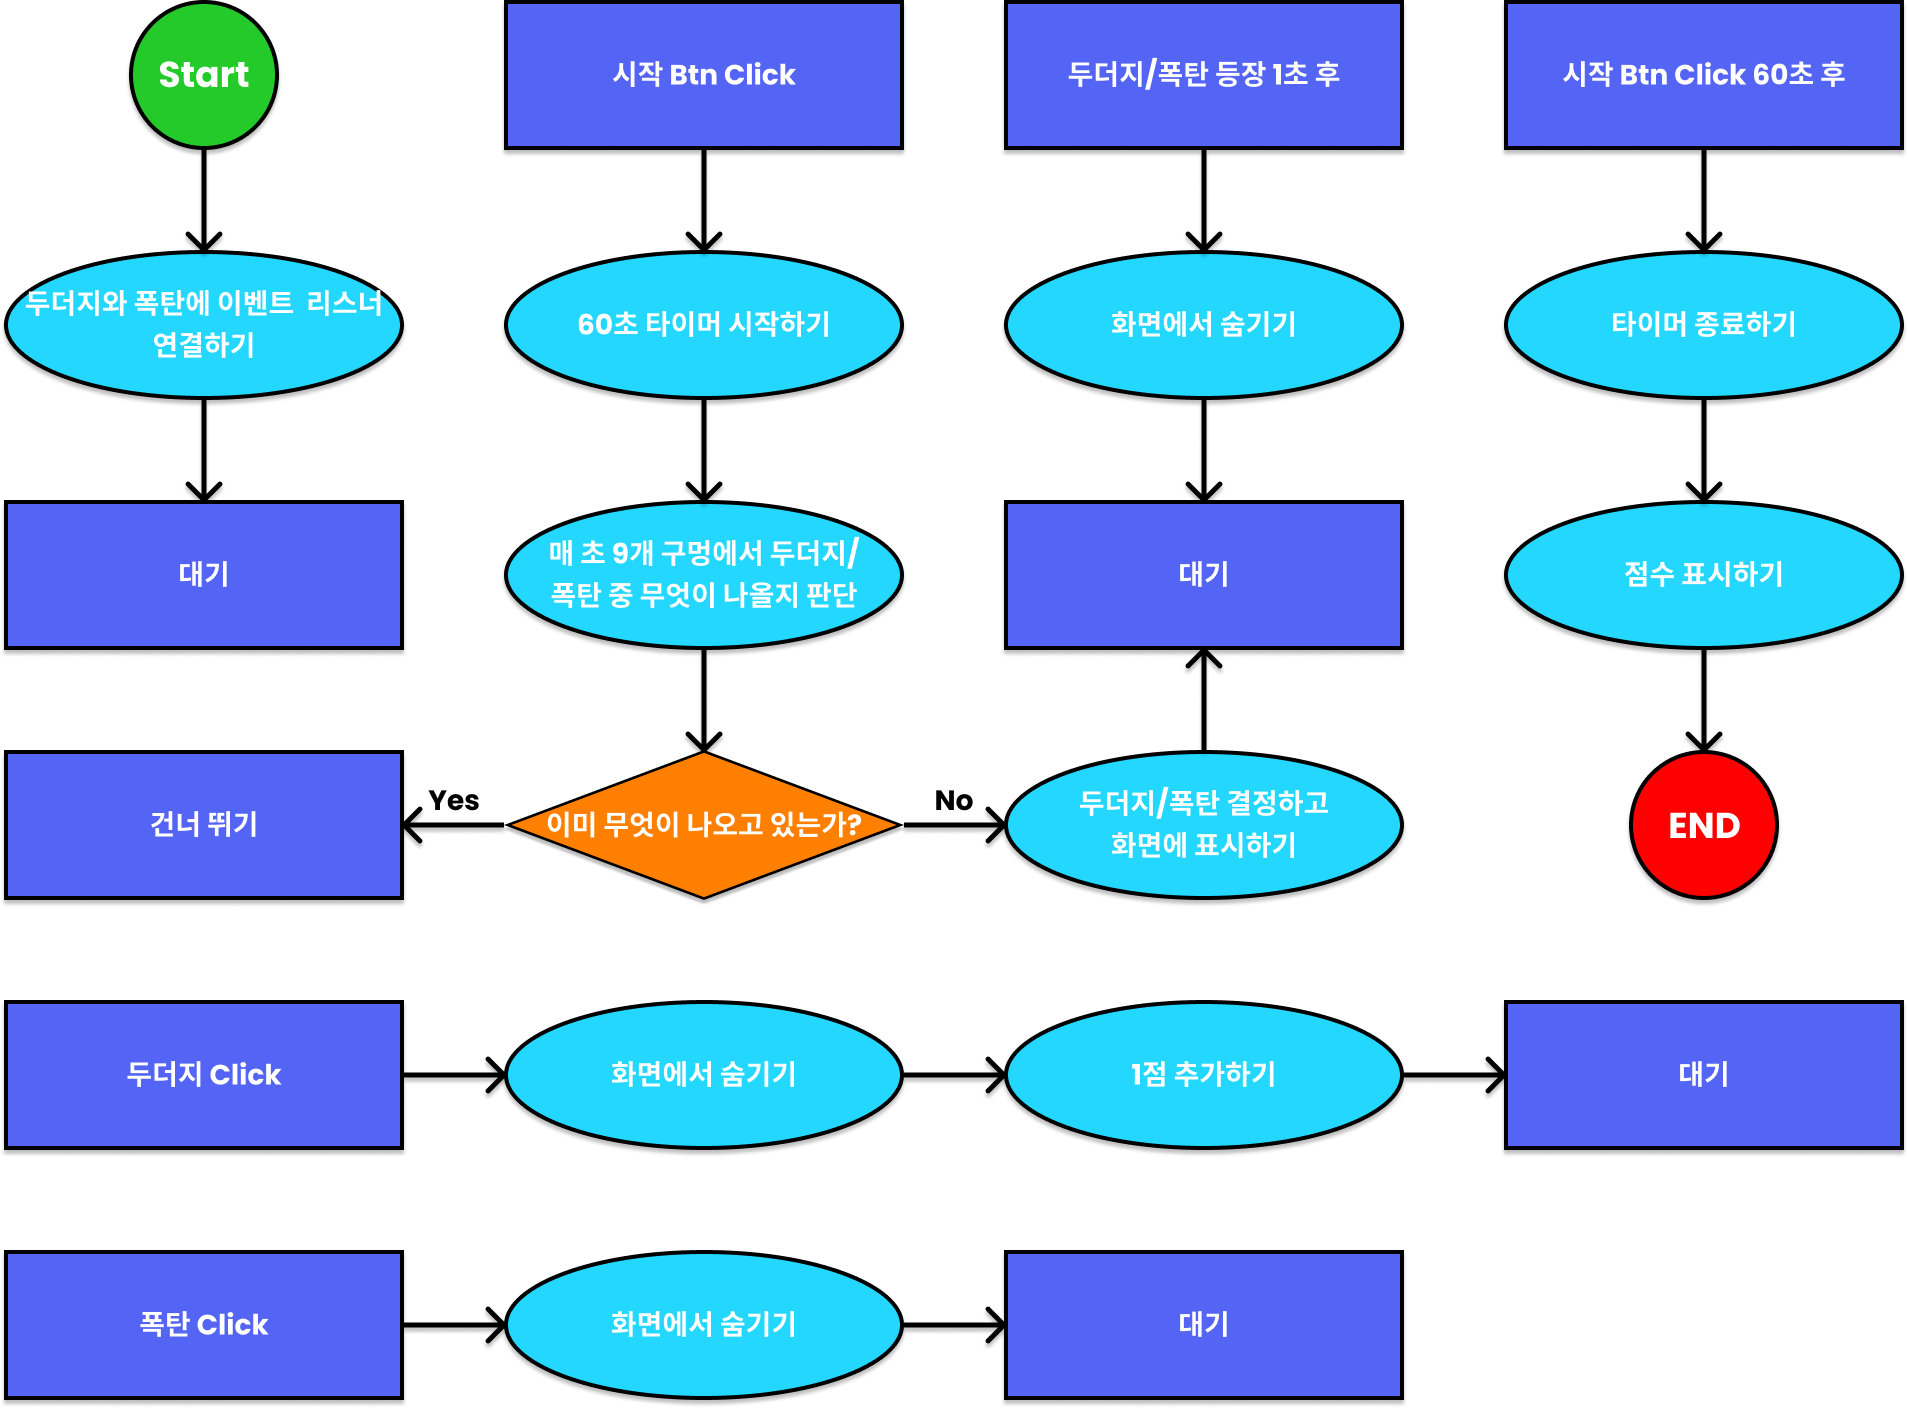 Start
시작 Btn Click
두더지/폭탄 등장 1초 후
시작 Btn Click 60초 후
두더지와 폭탄에 이벤트  리스너
연결하기
60초 타이머 시작하기
화면에서 숨기기
타이머 종료하기
대기
매 초 9개 구멍에서 두더지/
폭탄 중 무엇이 나올지 판단
대기
점수 표시하기
건너 뛰기
Yes
이미 무엇이 나오고 있는가?
No
두더지/폭탄 결정하고
화면에 표시하기
END
두더지 Click
화면에서 숨기기
1점 추가하기
대기
폭탄 Click
화면에서 숨기기
대기